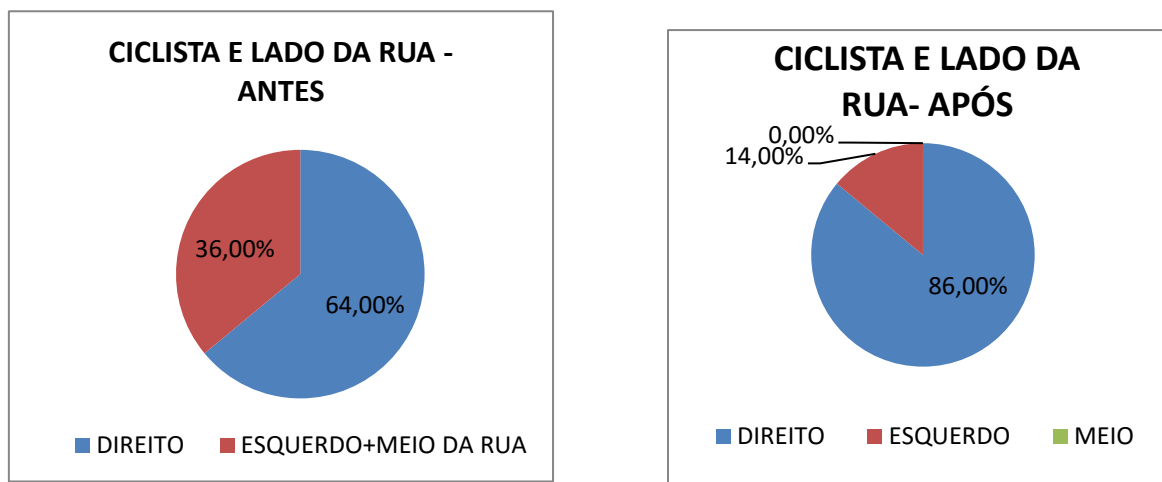 CICLISTA E LADO DA RUA -
ANTES
36,00%
64,00%
DIREITO ESQUERDO+MEIO DA RUA
CICLISTA E LADO DA
RUA- APÓS
0,00%
14,00%
86,00%
DIREITO ESQUERDO MEIO